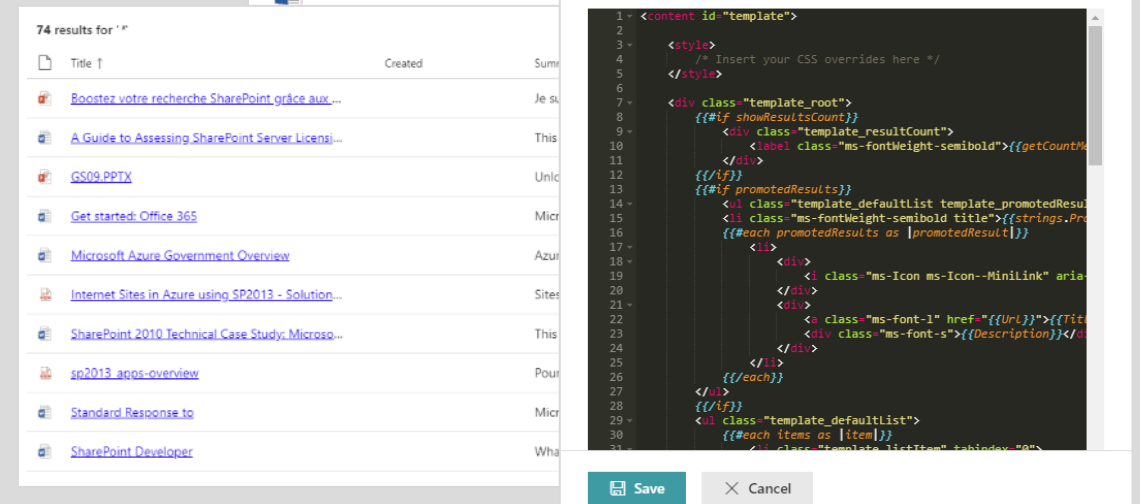 74 results for '*'
Title ↑ Created Summ
Boostez votre recherche SharePoint grâce aux ... Je su
A Guide to Assessing SharePoint Server Licensi... This
GS09.PPTX Unlo
Get started: Office 365 Micr
Microsoft Azure Government Overview Azur
Internet Sites in Azure using SP2013 - Solution... Sites
SharePoint 2010 Technical Case Study: Microso... This
sp2013_apps-overview Pour
Standard Response to Micr
SharePoint Developer Wha
1 <content id="template">
2
3 <style>
4 /* Insert your CSS overrides here */
5 </style>
6
7 <div class="template_root">
8 {{#if showResultsCount}}
9 <div class="template_resultCount">
10 <label class="ms-fontWeight-semibold">{{getCountMe
11 </div>
12 {{/if}}
13 {{#if promotedResults}}
14 <ul class="template_defaultList template_promotedResul
15 <li class="ms-fontWeight-semibold title">{{strings.Pro
16 {{#each promotedResults as |promotedResult|}}
17 <li>
18 <div>
19 <i class="ms-Icon ms-Icon--MiniLink" aria-
20 </div>
21 <div>
22 <a class="ms-font-l" href="{{Url}}">{{Titl
23 <div class="ms-font-s">{{Description}}</di
24 </div>
25 </li>
26 {{/each}}
27 </ul>
28 {{/if}}
29 <ul class="template_defaultList">
30 {{#each items as |item|}}
31 <li class="template_listItem" tabindex="0">
Save Cancel